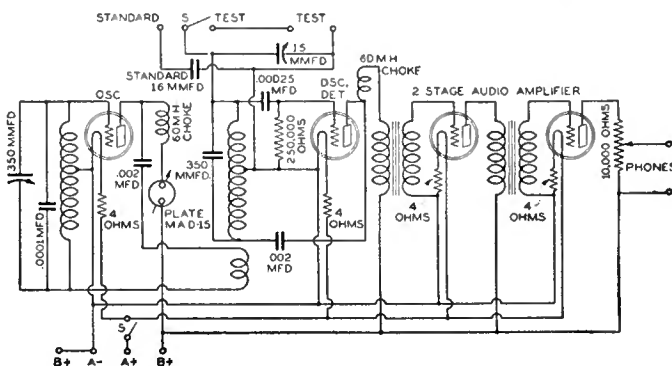 STANDARD S TEST TEST
15 MMFD
STANDARD 16 MMFD
OSC
60 M H CHOKE
.00025 MFD
OSC. DET.
60 M H CHOKE
2 STAGE AUDIO AMPLIFIER
350 MMFD
.0001 MFD
4 OHMS
.002 MFD
PLATE MA 0-15
350 MMFD.
250,000 OHMS
4 OHMS
.002 MFD
4 OHMS
4 OHMS
10,000 OHMS
PHONES
S
B+ A- A+ B+